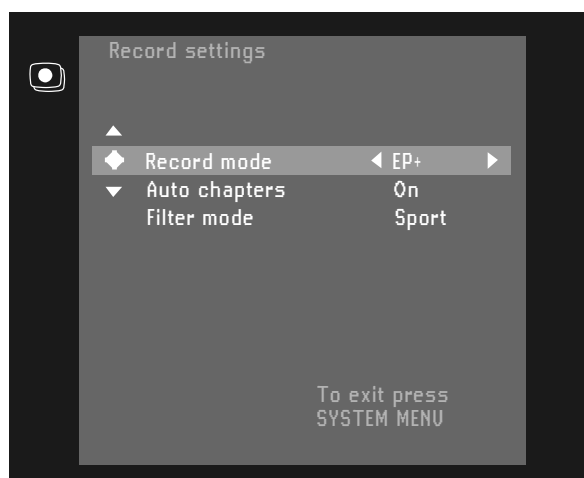 Record settings
Record mode EP+
Auto chapters On
Filter mode Sport
To exit press
SYSTEM MENU